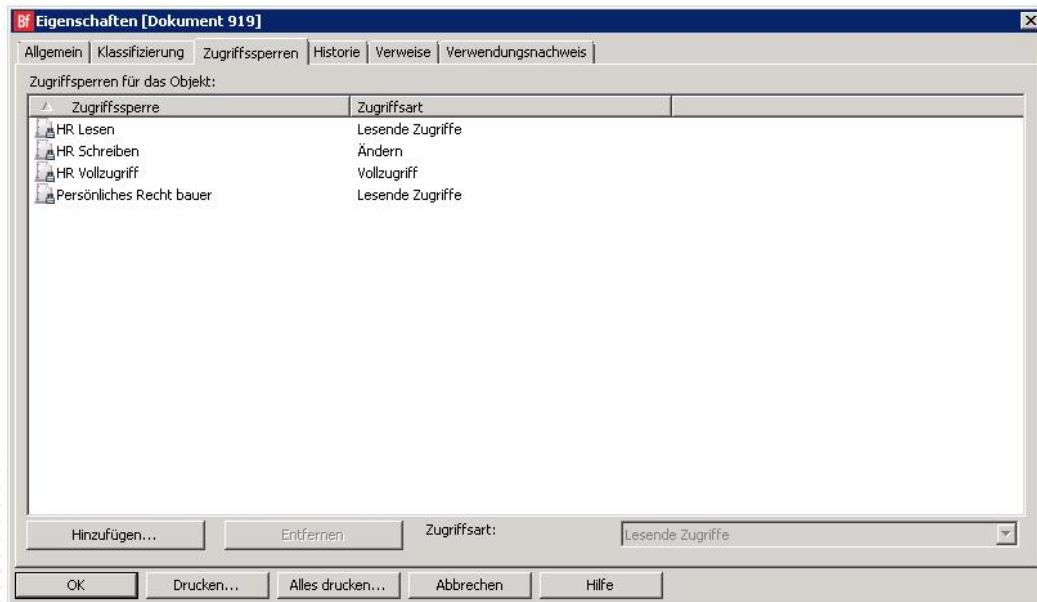 Bf Eigenschaften [Dokument 919]
Allgemein Klassifizierung Zugriffssperren Historie Verweise Verwendungsnachweis
Zugriffsperren für das Objekt:
Zugriffssperre Zugriffsart
HR Lesen Lesende Zugriffe
HR Schreiben Ändern
HR Vollzugriff Vollzugriff
Persönliches Recht bauer Lesende Zugriffe
Hinzufügen... Entfernen Zugriffsart: Lesende Zugriffe
OK Drucken... Alles drucken... Abbrechen Hilfe